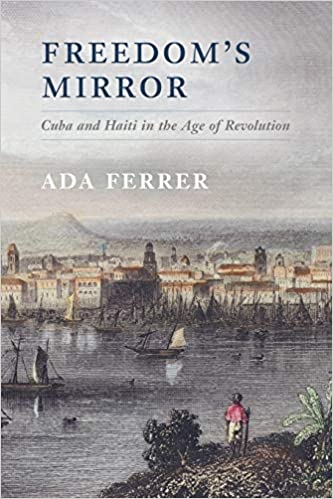 FREEDOM'S
MIRROR
Cuba and Haiti in the Age of Revolution
ADA FERRER